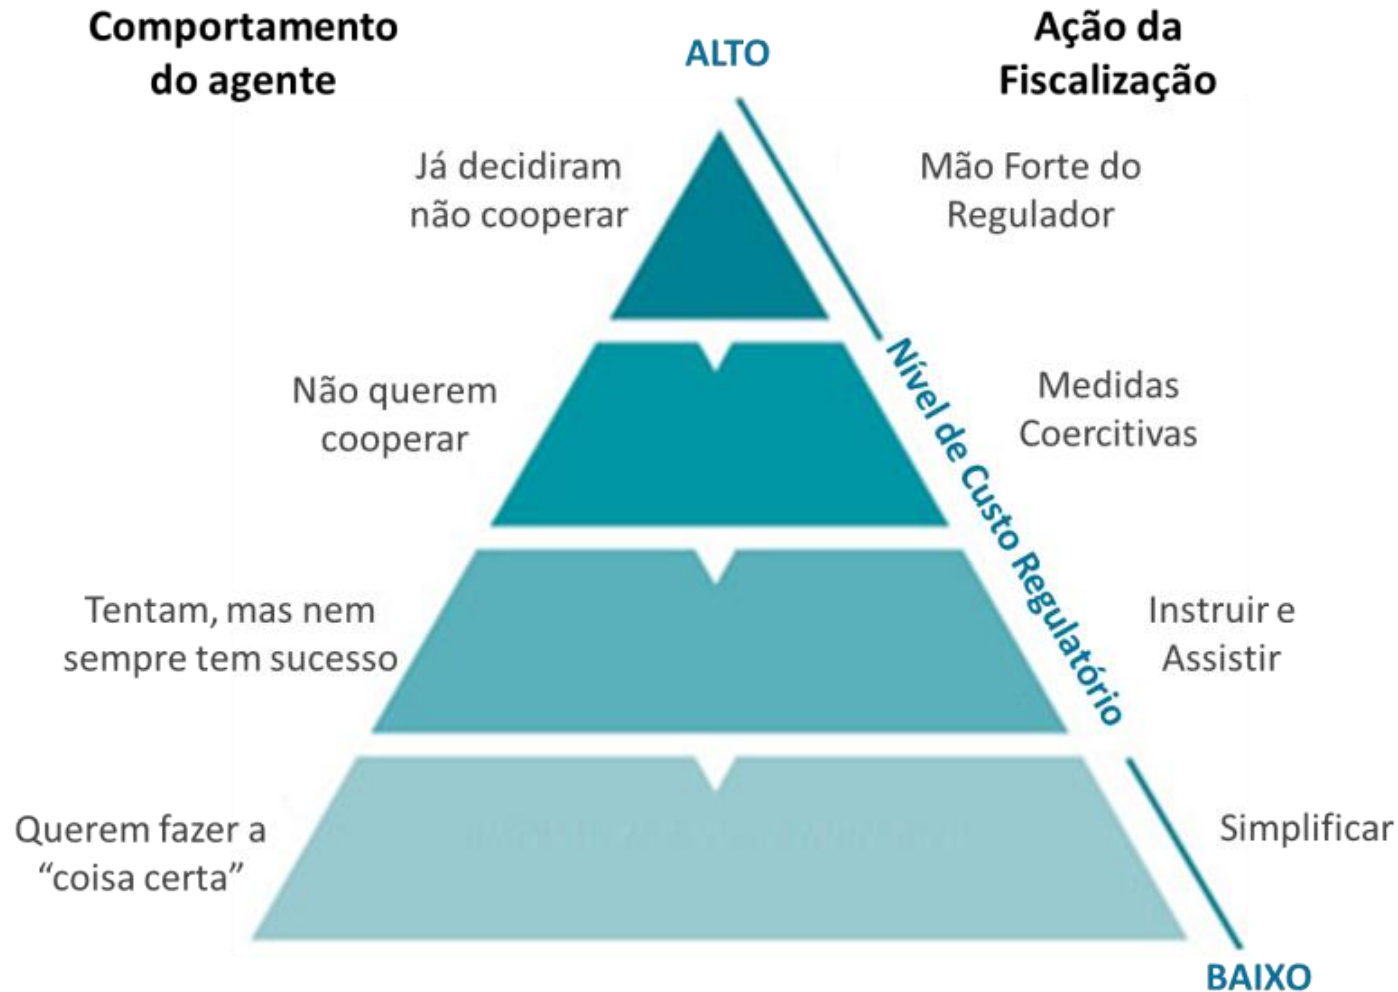 Comportamento
do agente
ALTO
Ação da
Fiscalização
Já decidiram
não cooperar
Mão Forte do
Regulador
Não querem
cooperar
Medidas
Coercitivas
Nível de Custo Regulatório
Tentam, mas nem
sempre tem sucesso
Instruir e
Assistir
Querem fazer a
“coisa certa”
Simplificar
BAIXO